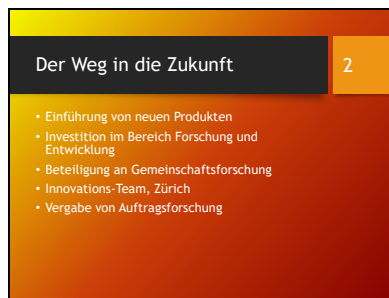 Der Weg in die Zukunft
2
• Einführung von neuen Produkten
• Investition im Bereich Forschung und
Entwicklung
• Beteiligung an Gemeinschaftsforschung
• Innovations-Team, Zürich
• Vergabe von Auftragsforschung